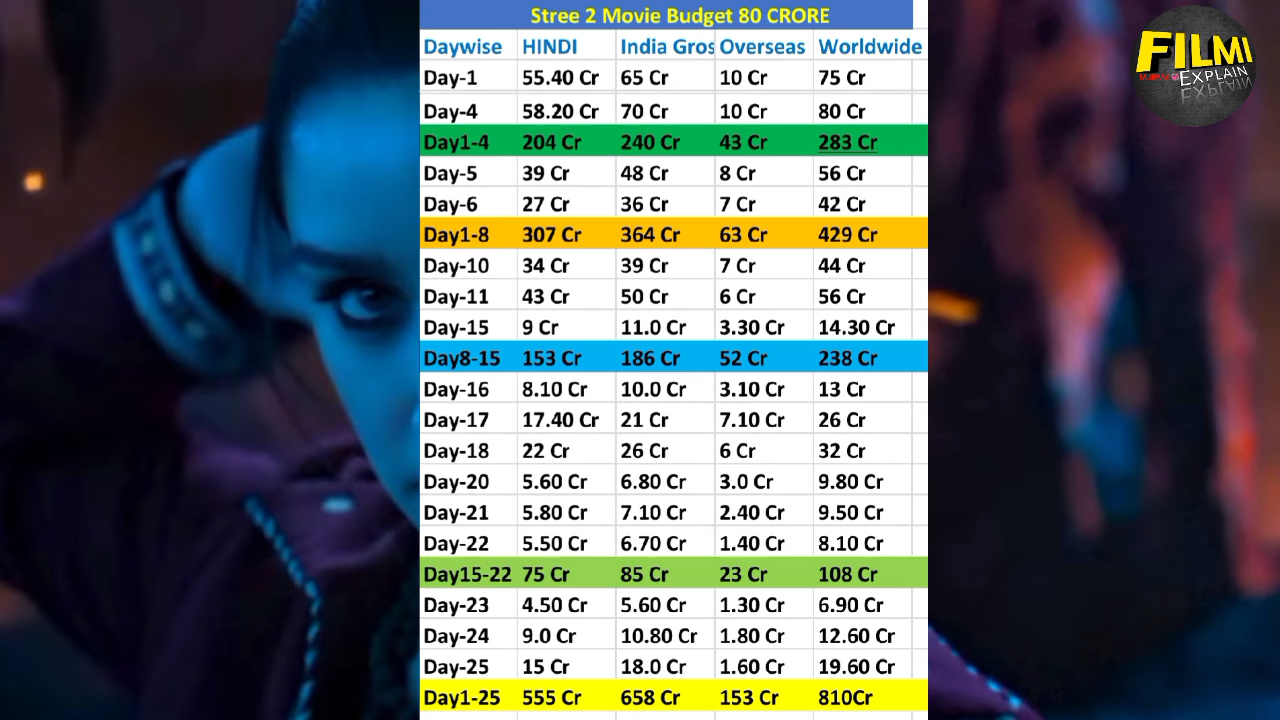 Stree 2 Movie Budget 80 CRORE
Daywise HINDI India Gros Overseas Worldwide
Day-1 55.40 Cr 65 Cr 10 Cr 75 Cr
Day-4 58.20 Cr 70 Cr 10 Cr 80 Cr
Day1-4 204 Cr 240 Cr 43 Cr 283 Cr
Day-5 39 Cr 48 Cr 8 Cr 56 Cr
Day-6 27 Cr 36 Cr 7 Cr 42 Cr
Day1-8 307 Cr 364 Cr 63 Cr 429 Cr
Day-10 34 Cr 39 Cr 7 Cr 44 Cr
Day-11 43 Cr 50 Cr 6 Cr 56 Cr
Day-15 9 Cr 11.0 Cr 3.30 Cr 14.30 Cr
Day8-15 153 Cr 186 Cr 52 Cr 238 Cr
Day-16 8.10 Cr 10.0 Cr 3.10 Cr 13 Cr
Day-17 17.40 Cr 21 Cr 7.10 Cr 26 Cr
Day-18 22 Cr 26 Cr 6 Cr 32 Cr
Day-20 5.60 Cr 6.80 Cr 3.0 Cr 9.80 Cr
Day-21 5.80 Cr 7.10 Cr 2.40 Cr 9.50 Cr
Day-22 5.50 Cr 6.70 Cr 1.40 Cr 8.10 Cr
Day15-22 75 Cr 85 Cr 23 Cr 108 Cr
Day-23 4.50 Cr 5.60 Cr 1.30 Cr 6.90 Cr
Day-24 9.0 Cr 10.80 Cr 1.80 Cr 12.60 Cr
Day-25 15 Cr 18.0 Cr 1.60 Cr 19.60 Cr
Day1-25 555 Cr 658 Cr 153 Cr 810Cr
FILMI
EXPLAIN